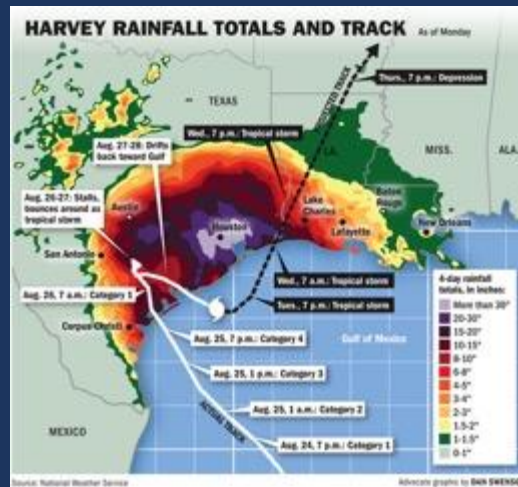 HARVEY RAINFALL TOTALS AND TRACK
As of Monday
Thurs., 7 p.m.: Depression
PROJECTED TRACK
TEXAS
Wed., 7 p.m.: Tropical storm
LA.
MISS.
ALA.
Aug. 27-28: Drifts
back toward Gulf
Aug. 26-27: Stalls,
bounces around as
tropical storm
Austin
Houston
Lake
Charles
Baton
Rouge
Lafayette
New Orleans
San Antonio
Aug. 26, 7 a.m.: Category 1
Wed., 7 a.m.: Tropical storm
Tues., 7 p.m.: Tropical storm
Corpus Christi
Aug. 25, 7 p.m.: Category 4
Gulf of Mexico
Aug. 25, 1 p.m.: Category 3
Aug. 25, 1 a.m.: Category 2
Aug. 24, 7 p.m.: Category 1
ACTUAL TRACK
MEXICO
4-day rainfall
totals, in inches:
More than 30"
20-30"
15-20"
10-15"
8-10"
6-8"
4-5"
3-4"
2-3"
1.5-2"
1-1.5"
0-1"
Source: National Weather Service
Advocate graphic by DAN SWENSON